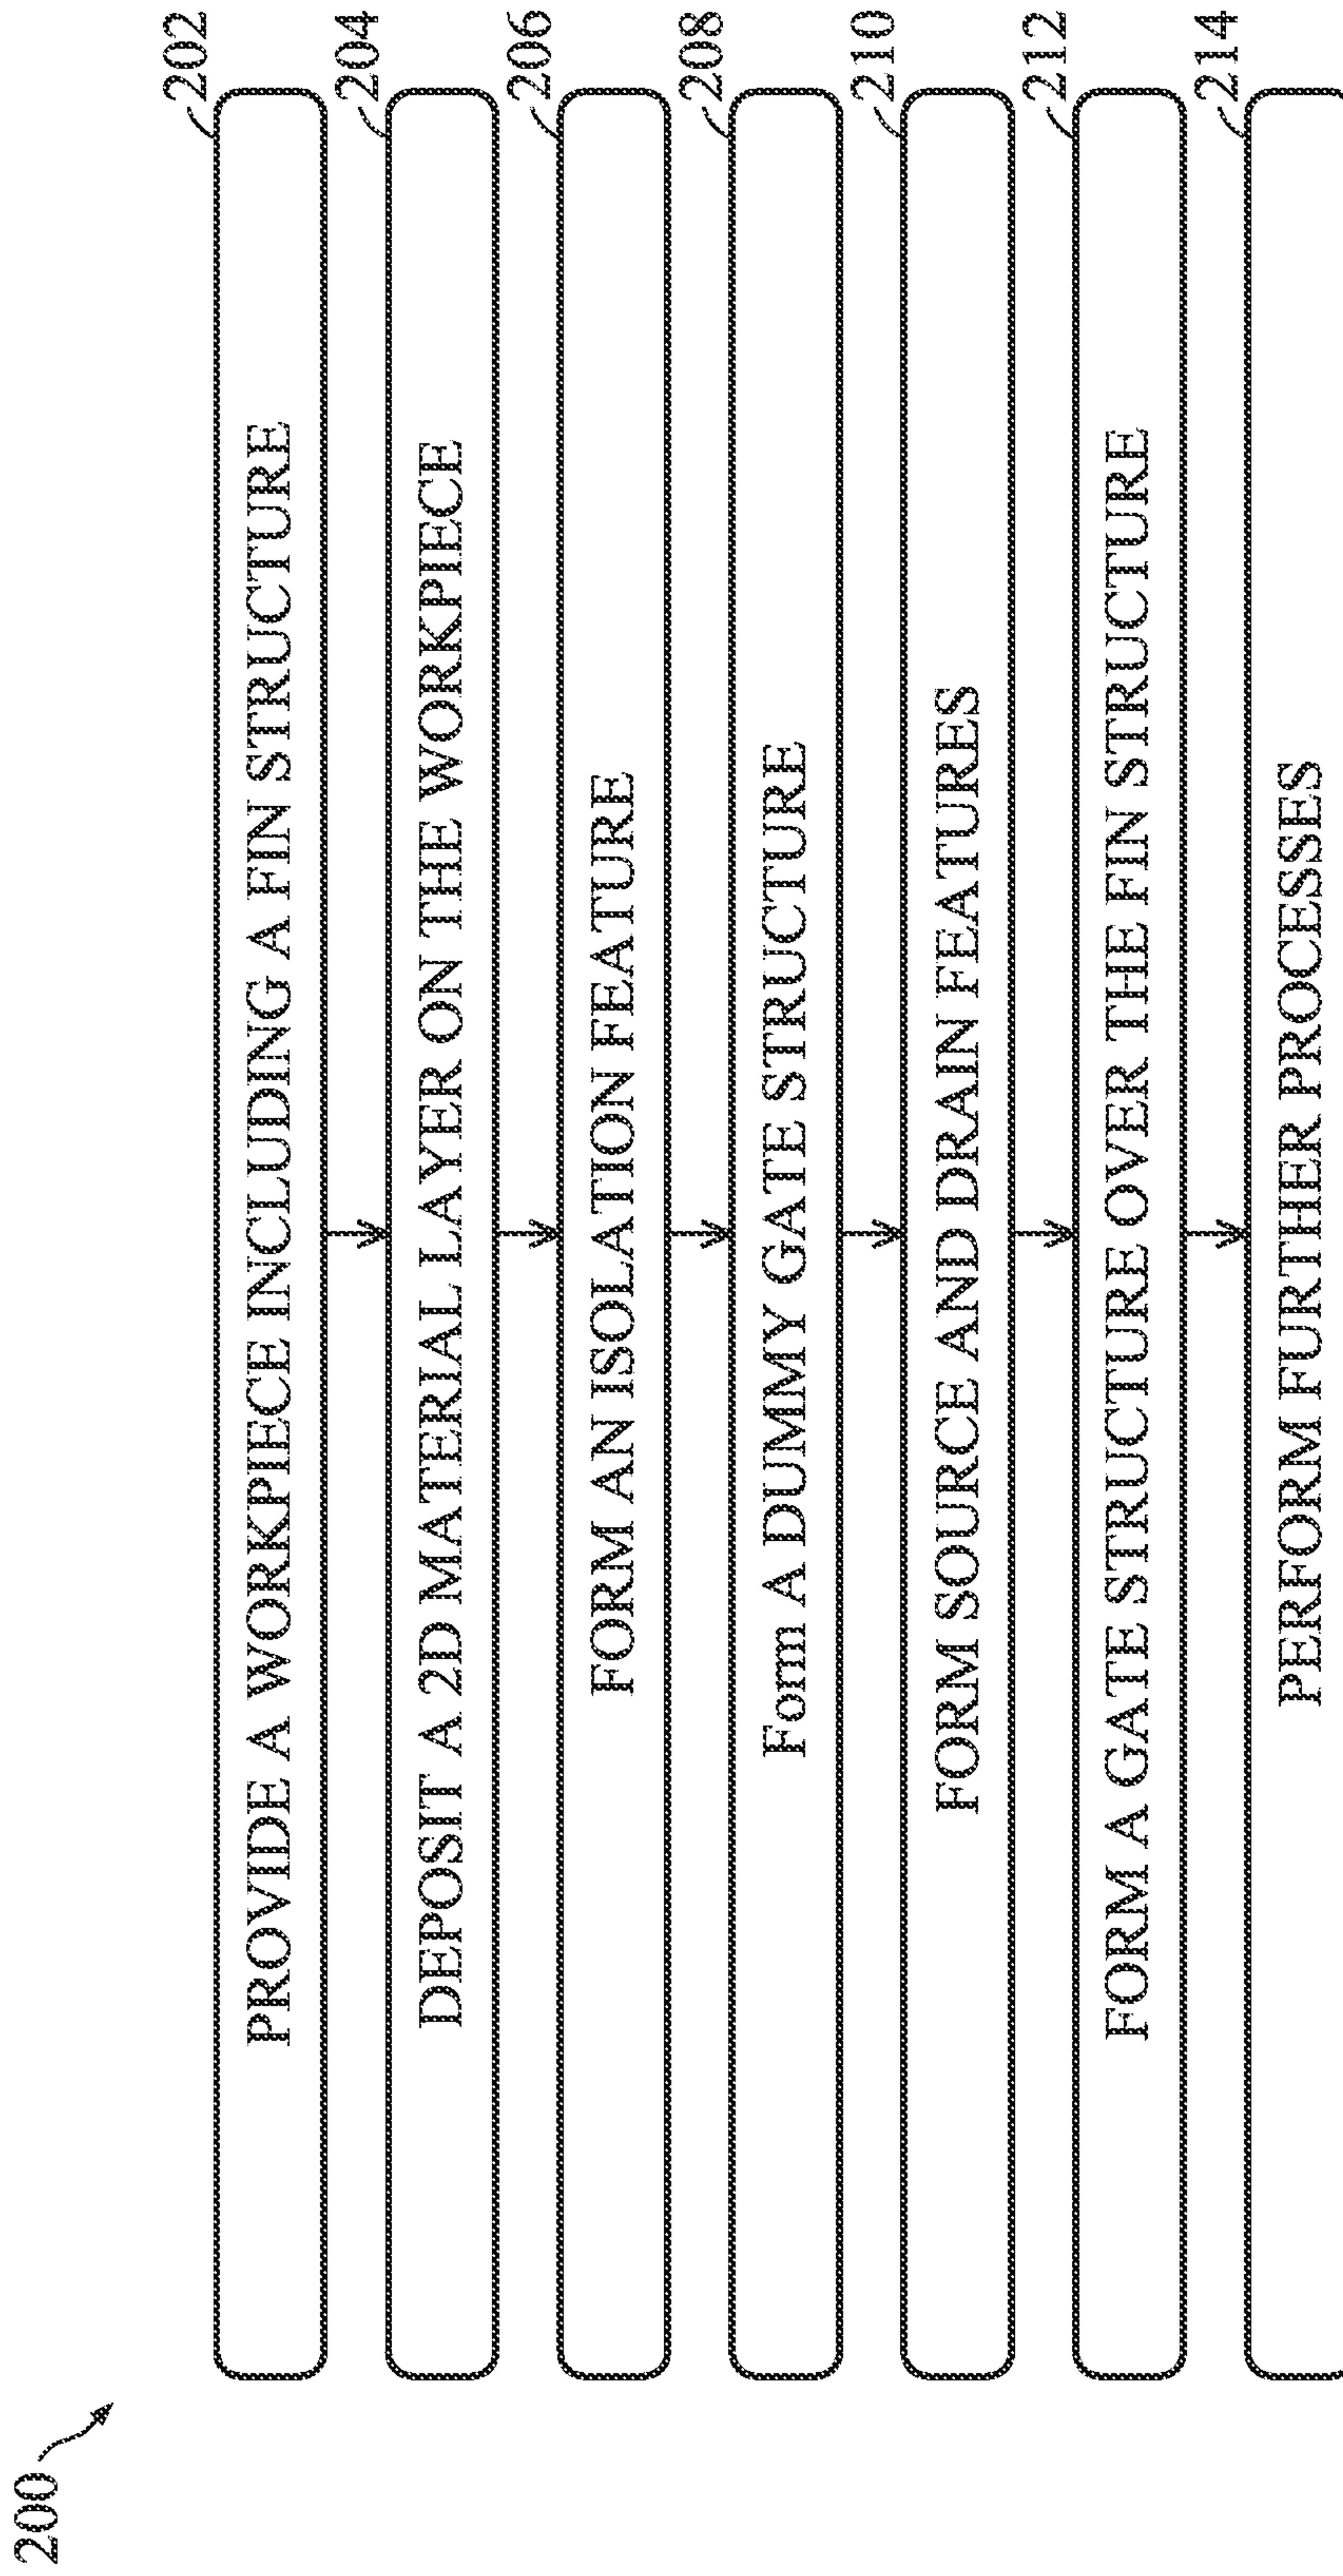 200
202
PROVIDE A WORKPIECE INCLUDING A FIN STRUCTURE
204
DEPOSIT A 2D MATERIAL LAYER ON THE WORKPIECE
206
FORM AN ISOLATION FEATURE
208
Form A DUMMY GATE STRUCTURE
210
FORM SOURCE AND DRAIN FEATURES
212
FORM A GATE STRUCTURE OVER THE FIN STRUCTURE
214
PERFORM FURTHER PROCESSES